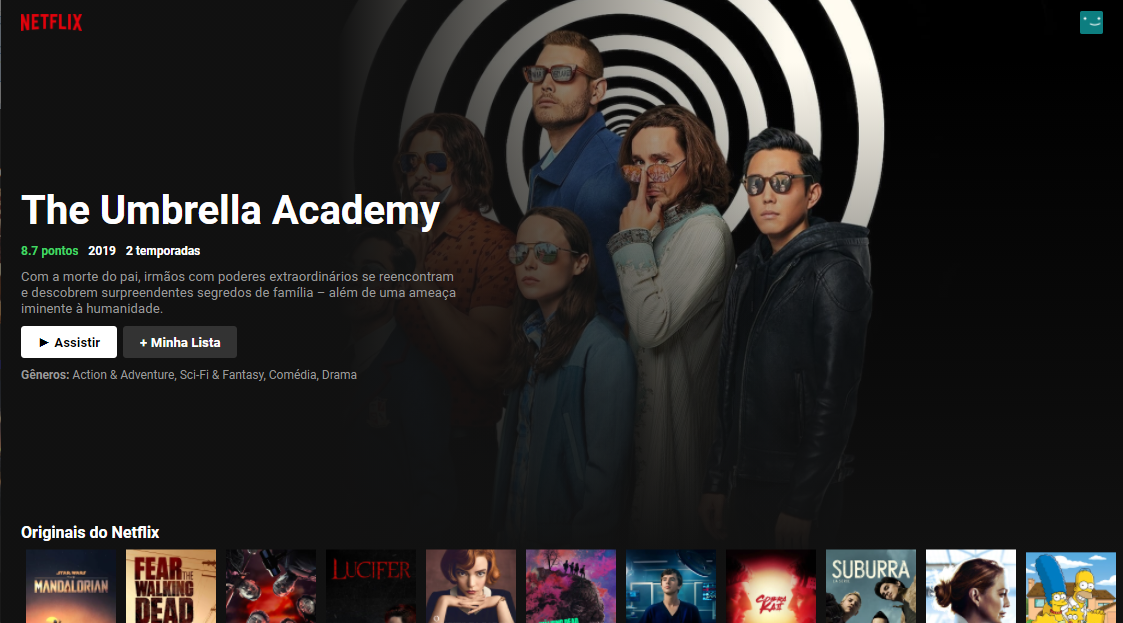 NETFLIX
The Umbrella Academy
8.7 pontos 2019 2 temporadas
Com a morte do pai, irmãos com poderes extraordinários se reencontram
e descobrem surpreendentes segredos de família – além de uma ameaça
iminente à humanidade.
► Assistir + Minha Lista
Gêneros: Action & Adventure, Sci-Fi & Fantasy, Comédia, Drama
Originais do Netflix
STAR WARS
THE
MANDALORIAN
FEAR THE
WALKING
DEAD
LUCIFER
COBRA
KAI
SUBURRA